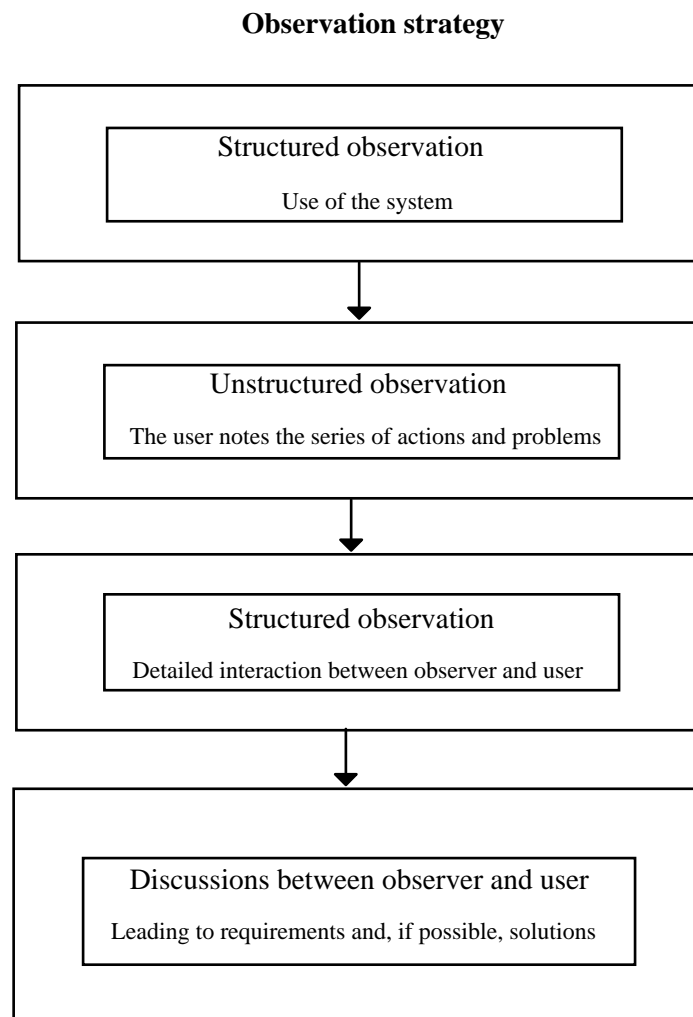 Observation strategy
Structured observation
Use of the system
Unstructured observation
The user notes the series of actions and problems
Structured observation
Detailed interaction between observer and user
Discussions between observer and user
Leading to requirements and, if possible, solutions